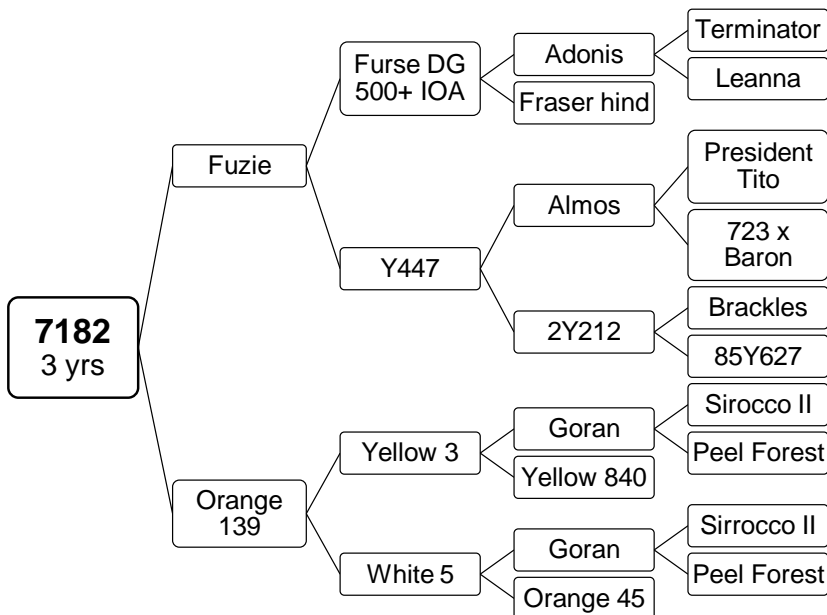 7182
3 yrs
Fuzie
Orange
139
Furse DG
500+ IOA
Y447
Yellow 3
White 5
Adonis
Fraser hind
Almos
2Y212
Goran
Yellow 840
Goran
Orange 45
Terminator
Leanna
President
Tito
723 x
Baron
Brackles
85Y627
Sirocco II
Peel Forest
Sirrocco II
Peel Forest